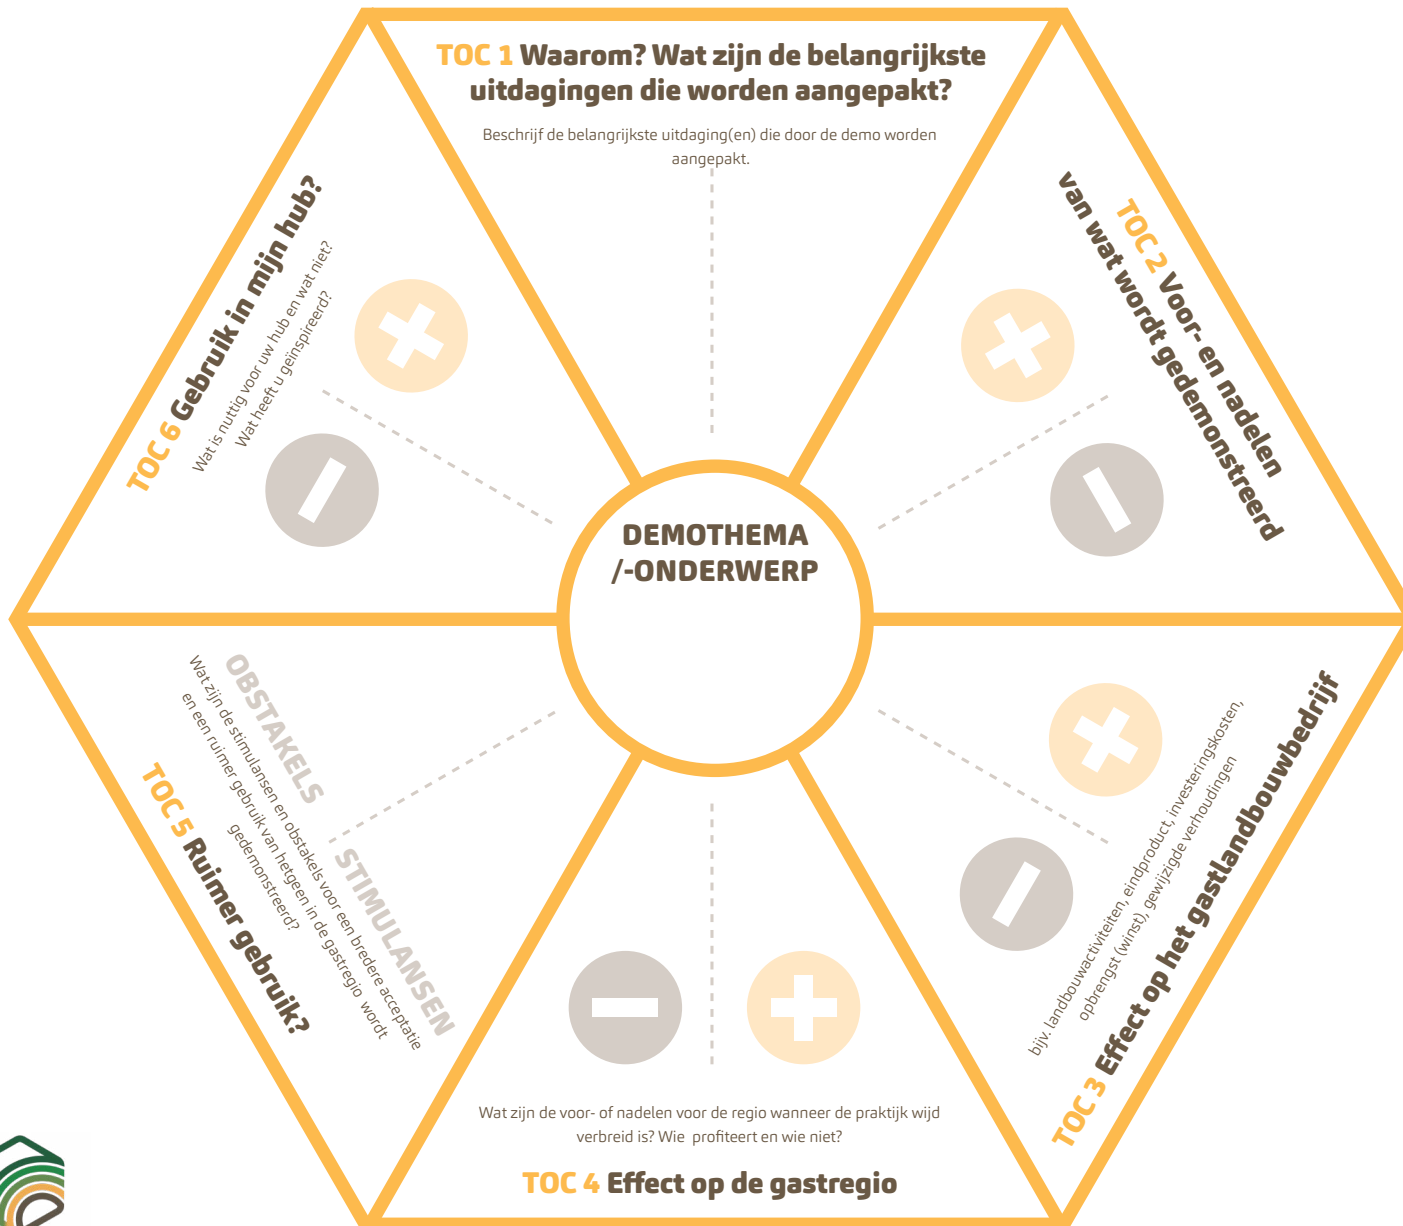 TOC 1 Waarom? Wat zijn de belangrijkste
uitdagingen die worden aangepakt?
Beschrijf de belangrijkste uitdaging(en) die door de demo worden
aangepakt.
TOC 2 Voor- en nadelen
van wat wordt gedemonstreerd
TOC 3 Effect op het gastlandbouwbedrijf
bijv. landbouwactiviteiten, eindproduct, investeringskosten,
opbrengst (winst), gewijzigde verhoudingen
Wat zijn de voor- of nadelen voor de regio wanneer de praktijk wijd
verbreid is? Wie profiteert en wie niet?
TOC 4 Effect op de gastregio
TOC 5 Ruimer gebruik?
Wat zijn de stimulansen en obstakels voor een bredere acceptatie
en een ruimer gebruik van hetgeen in de gastregio wordt
gedemonstreerd?
OBSTAKELS
STIMULANSEN
TOC 6 Gebruik in mijn hub?
Wat is nuttig voor uw hub en wat niet?
Wat heeft u geïnspireerd?
DEMOTHEMA
/-ONDERWERP